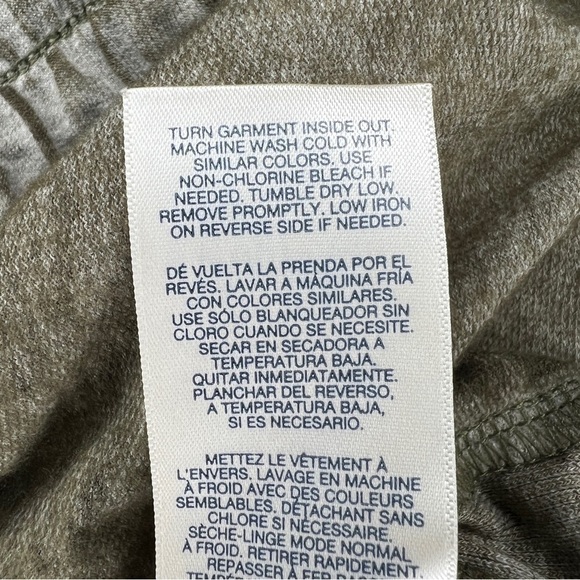 TURN GARMENT INSIDE OUT.
MACHINE WASH COLD WITH
SIMILAR COLORS. USE
NON-CHLORINE BLEACH IF
NEEDED. TUMBLE DRY LOW.
REMOVE PROMPTLY. LOW IRON
ON REVERSE SIDE IF NEEDED.
DÉ VUELTA LA PRENDA POR EL
REVÉS. LAVAR A MÁQUINA FRÍA
CON COLORES SIMILARES.
USE SÓLO BLANQUEADOR SIN
CLORO CUANDO SE NECESITE.
SECAR EN SECADORA A
TEMPERATURA BAJA.
QUITAR INMEDIATAMENTE.
PLANCHAR DEL REVERSO,
A TEMPERATURA BAJA,
SI ES NECESARIO.
METTEZ LE VÊTEMENT À
L'ENVERS. LAVAGE EN MACHINE
À FROID AVEC DES COULEURS
SEMBLABLES. DÉTACHANT SANS
CHLORE SI NÉCESSAIRE.
SÈCHE-LINGE MODE NORMAL
À FROID. RETIRER RAPIDEMENT.
REPASSER À FER BAS